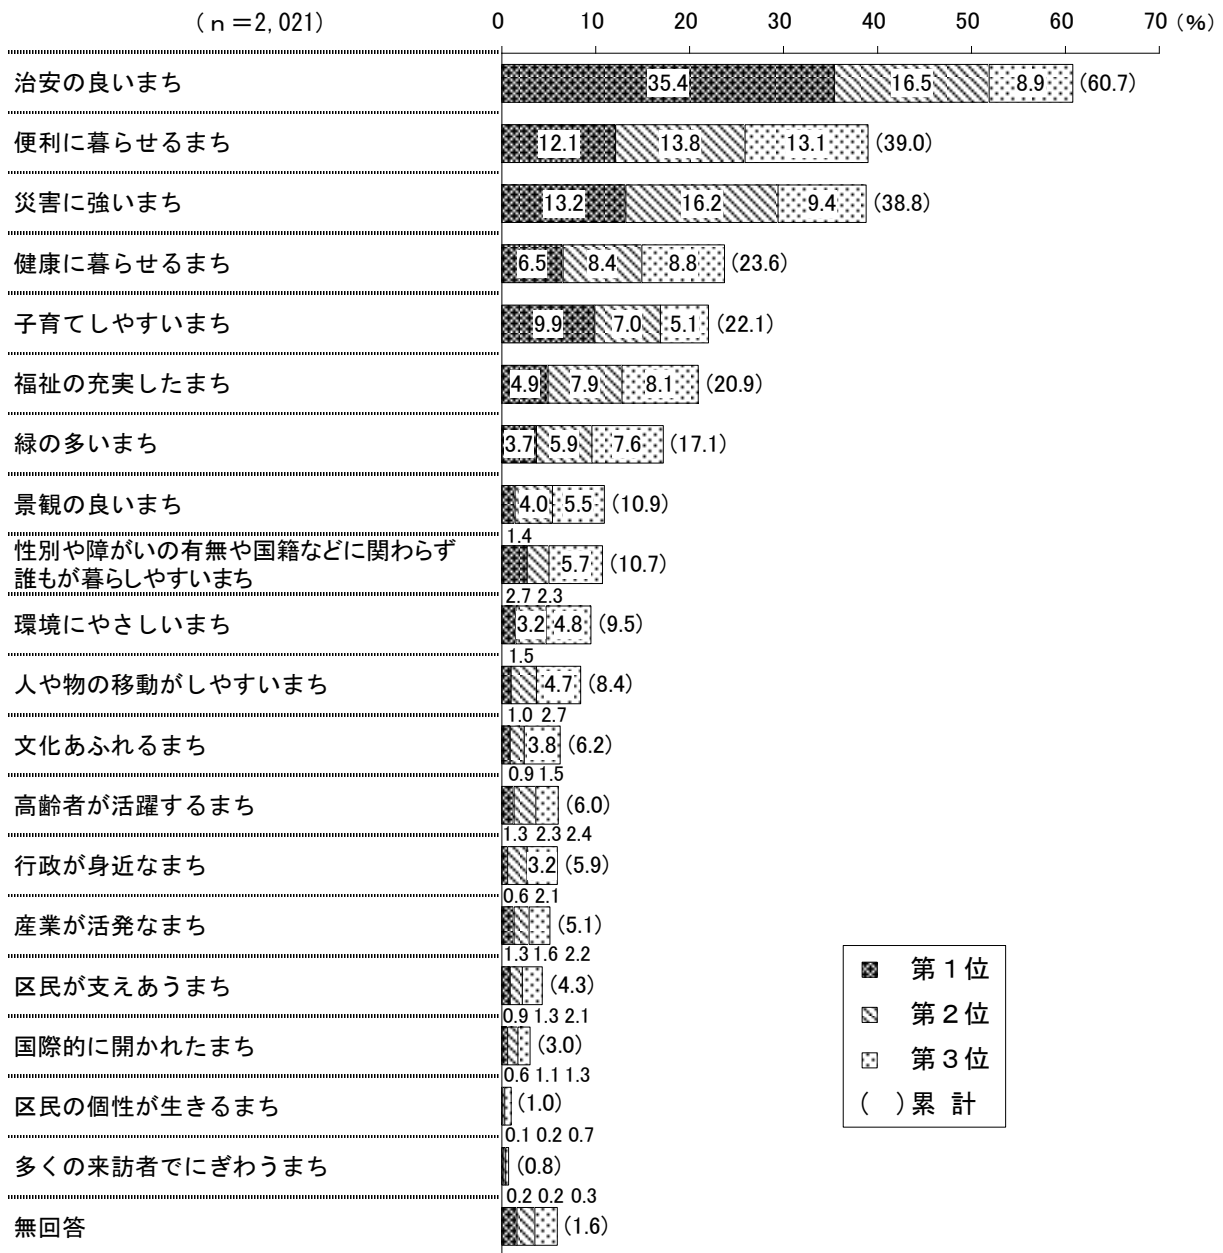 （ｎ＝2,021）
0 10 20 30 40 50 60 70 (%)
治安の良いまち 35.4 16.5 8.9 (60.7)
便利に暮らせるまち 12.1 13.8 13.1 (39.0)
災害に強いまち 13.2 16.2 9.4 (38.8)
健康に暮らせるまち 6.5 8.4 8.8 (23.6)
子育てしやすいまち 9.9 7.0 5.1 (22.1)
福祉の充実したまち 4.9 7.9 8.1 (20.9)
緑の多いまち 3.7 5.9 7.6 (17.1)
景観の良いまち 4.0 5.5 (10.9)
1.4
性別や障がいの有無や国籍などに関わらず
誰もが暮らしやすいまち 5.7 (10.7)
2.7 2.3
環境にやさしいまち 3.2 4.8 (9.5)
1.5
人や物の移動がしやすいまち 4.7 (8.4)
1.0 2.7
文化あふれるまち 3.8 (6.2)
0.9 1.5
高齢者が活躍するまち (6.0)
1.3 2.3 2.4
行政が身近なまち 3.2 (5.9)
0.6 2.1
産業が活発なまち (5.1)
1.3 1.6 2.2
区民が支えあうまち (4.3)
0.9 1.3 2.1
国際的に開かれたまち (3.0)
0.6 1.1 1.3
区民の個性が生きるまち (1.0)
0.1 0.2 0.7
多くの来訪者でにぎわうまち (0.8)
0.2 0.2 0.3
無回答 (1.6)
第１位
第２位
第３位
(　)累 計